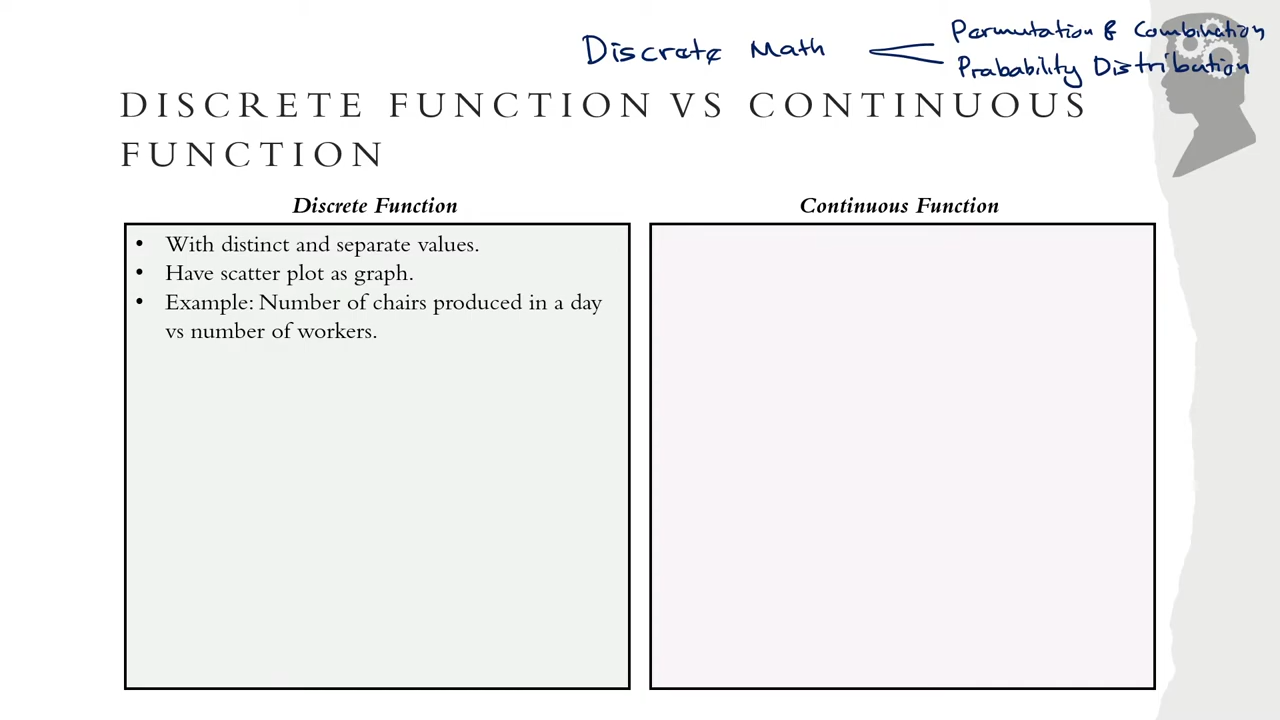 Discrete Math
Permutation & Combination
Prabability Distribution
DISCRETE FUNCTION VS CONTINUOUS
FUNCTION
Discrete Function
• With distinct and separate values.
• Have scatter plot as graph.
• Example: Number of chairs produced in a day
vs number of workers.
Continuous Function